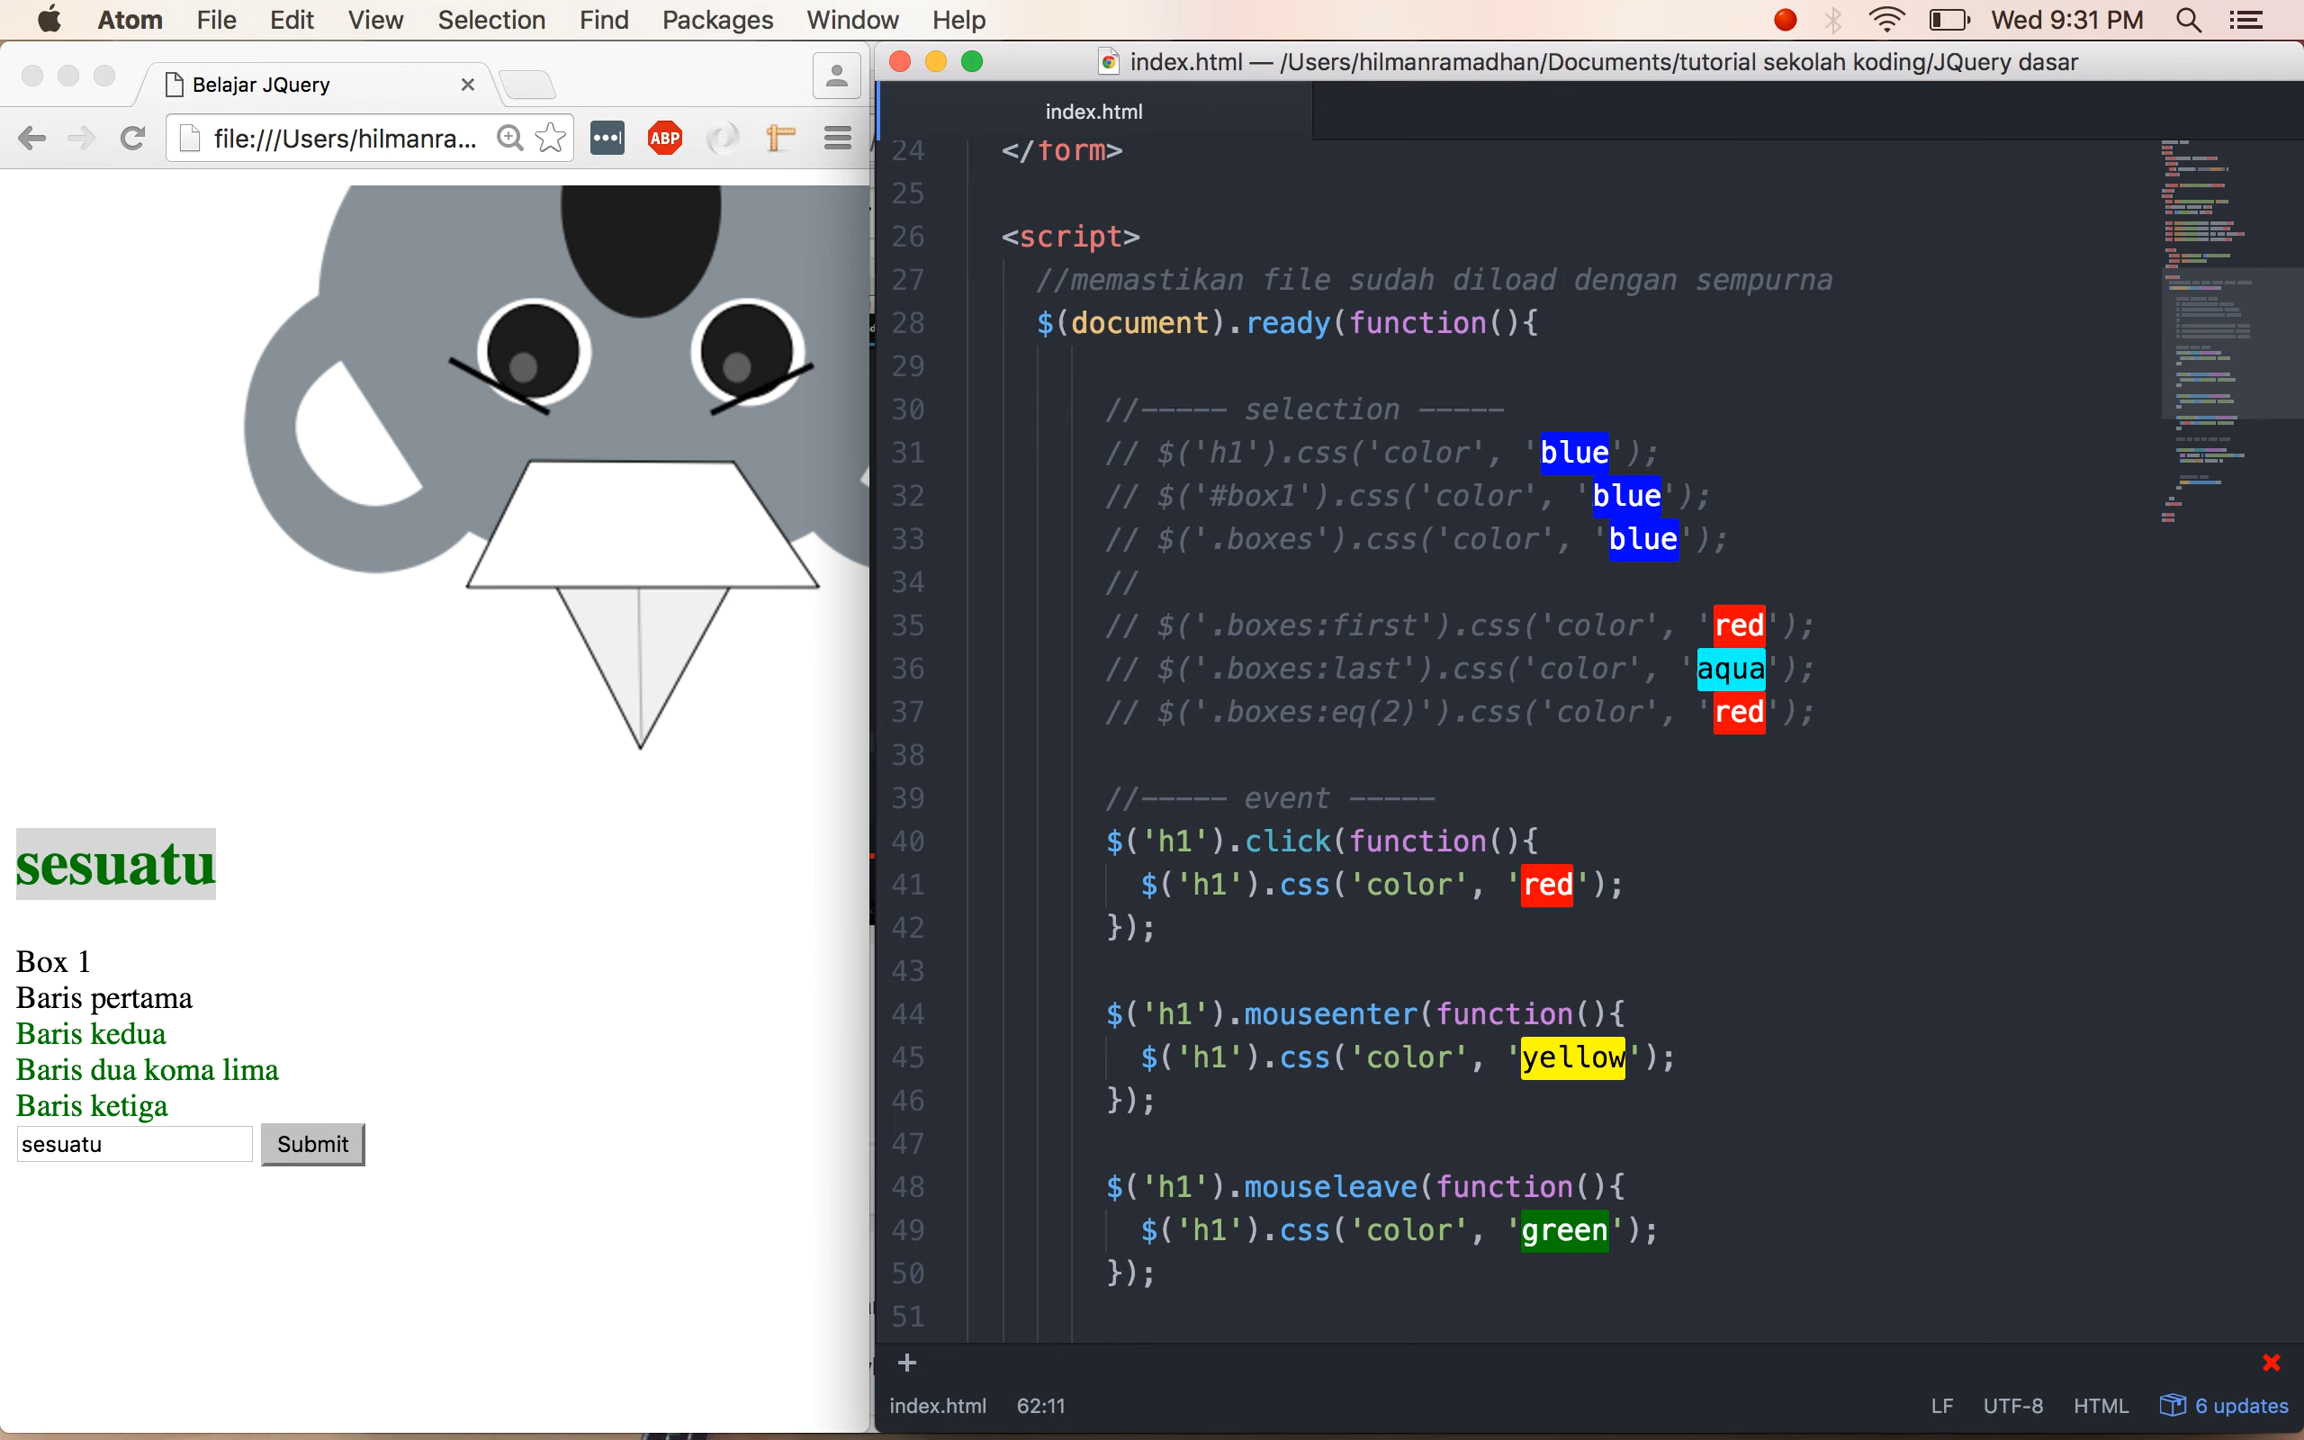 Atom File Edit View Selection Find Packages Window Help Wed 9:31 PM
Belajar JQuery
file:///Users/hilmanra...
ABP
sesuatu
Box 1
Baris pertama
Baris kedua
Baris dua koma lima
Baris ketiga
sesuatu Submit
index.html — /Users/hilmanramadhan/Documents/tutorial sekolah koding/JQuery dasar
index.html
24 </form>
25
26 <script>
27 //memastikan file sudah diload dengan sempurna
28 $(document).ready(function(){
29
30 //----- selection -----
31 // $('h1').css('color', 'blue');
32 // $('#box1').css('color', 'blue');
33 // $('.boxes').css('color', 'blue');
34 //
35 // $('.boxes:first').css('color', 'red');
36 // $('.boxes:last').css('color', 'aqua');
37 // $('.boxes:eq(2)').css('color', 'red');
38
39 //----- event -----
40 $('h1').click(function(){
41 $('h1').css('color', 'red');
42 });
43
44 $('h1').mouseenter(function(){
45 $('h1').css('color', 'yellow');
46 });
47
48 $('h1').mouseleave(function(){
49 $('h1').css('color', 'green');
50 });
51
index.html 62:11 LF UTF-8 HTML 6 updates